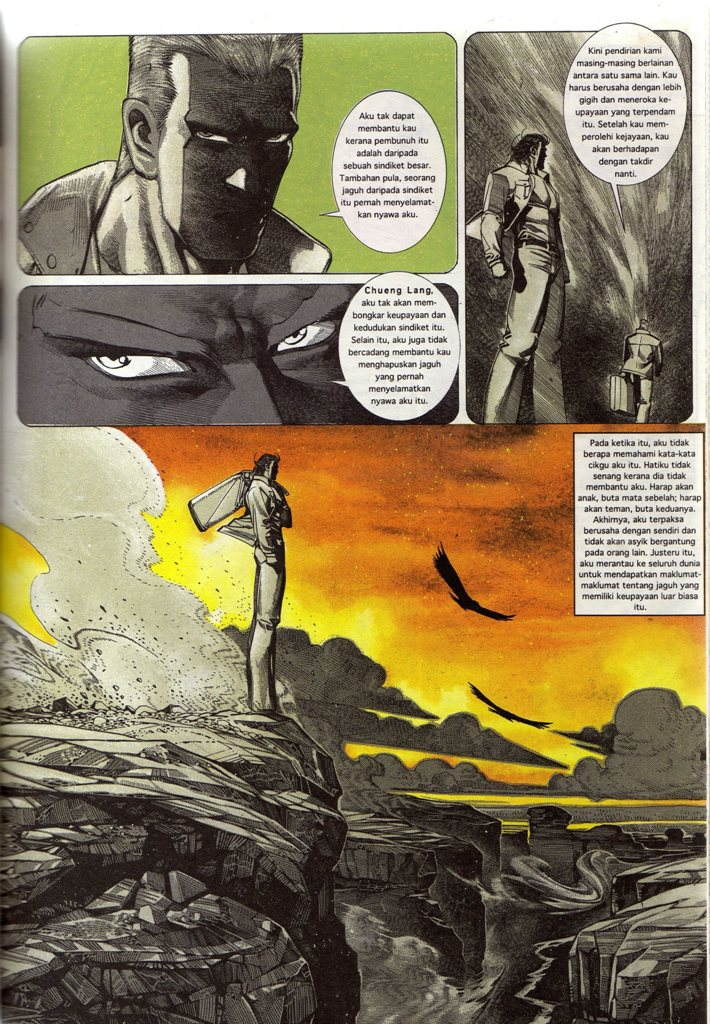 Aku tak dapat
membantu kau
kerana pembunuh itu
adalah daripada
sebuah sindiket besar.
Tambahan pula, seorang
jaguh daripada sindiket
itu pernah menyelamat-
kan nyawa aku.
Kini pendirian kami
masing-masing berlainan
antara satu sama lain. Kau
harus berusaha dengan lebih
gigih dan meneroka ke-
upayaan yang terpendam
itu. Setelah kau mem-
perolehi kejayaan, kau
akan berhadapan
dengan takdir
nanti.
Chueng Lang,
aku tak akan mem-
bongkar keupayaan dan
kedudukan sindiket itu.
Selain itu, aku juga tidak
bercadang membantu kau
menghapuskan jaguh
yang pernah
menyelamatkan
nyawa aku itu.
Pada ketika itu, aku tidak
berapa memahami kata-kata
cikgu aku itu. Hatiku tidak
senang kerana dia tidak
membantu aku. Harap akan
anak, buta mata sebelah; harap
akan teman, buta keduanya.
Akhirnya, aku terpaksa
berusaha dengan sendiri dan
tidak akan asyik bergantung
pada orang lain. Justeru itu,
aku merantau ke seluruh dunia
untuk mendapatkan maklumat-
maklumat tentang jaguh yang
memiliki keupayaan luar biasa
itu.